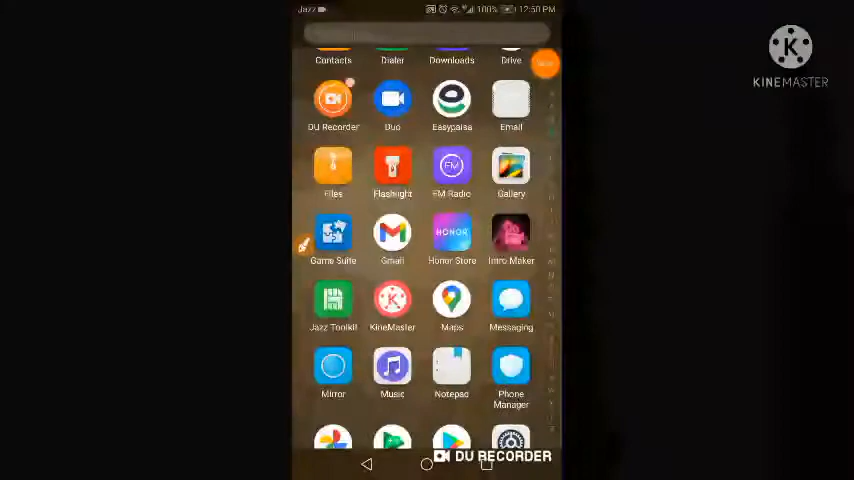 Jazz 100% 12:50 PM
Contacts Dialer Downloads Drive
KINEMASTER
DU Recorder Duo Easypaisa Email
FM
Files Flashlight FM Radio Gallery
HONOR
Game Suite Gmail Honor Store Intro Maker
Jazz Toolkit KineMaster Maps Messaging
Mirror Music Notepad Phone Manager
DU RECORDER